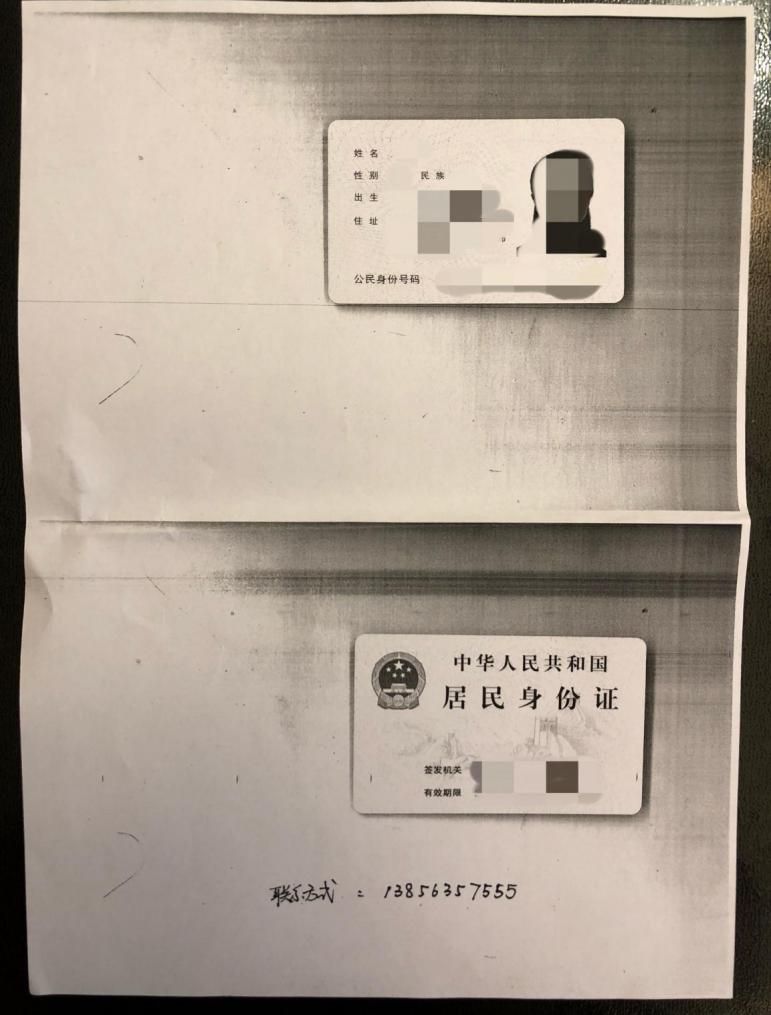 姓名
性别 民族
出生
住址
公民身份号码
中华人民共和国
居民身份证
签发机关
有效期限
联系方式：13856357555